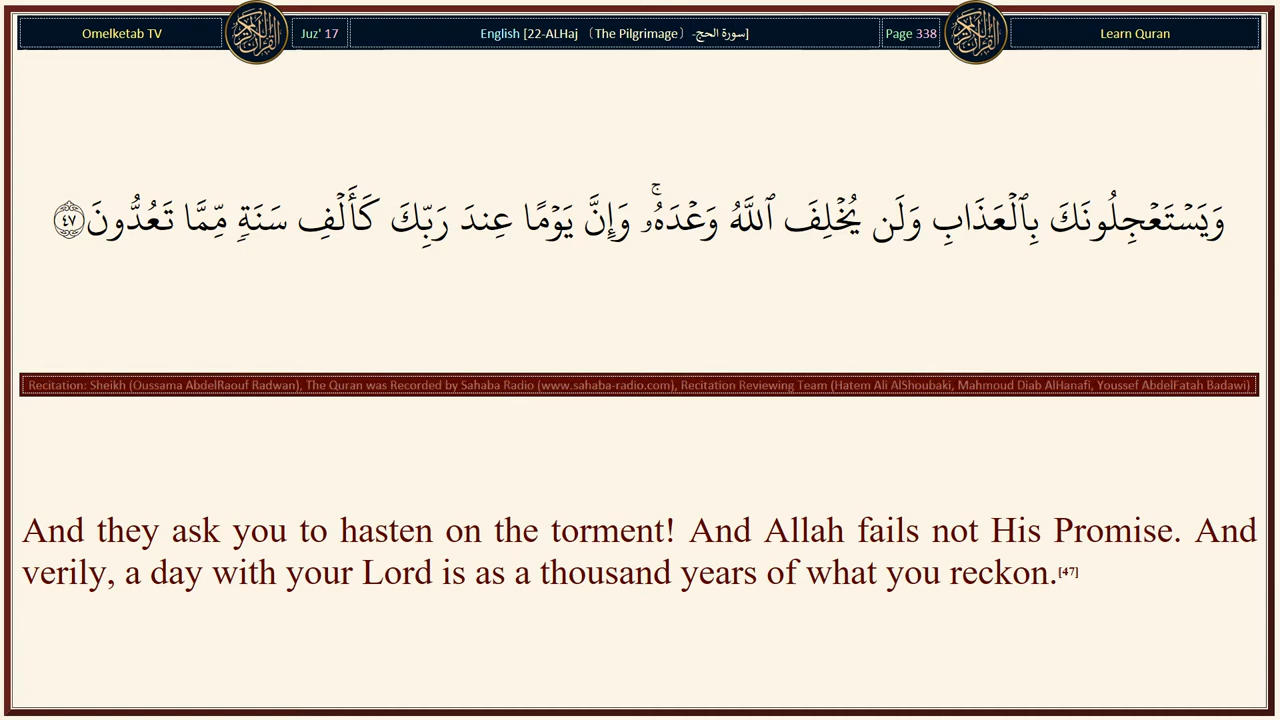 Omelketab TV
Juz' 17
English [22-ALHaj （The Pilgrimage） -سورة الحج]
Page 338
Learn Quran
وَيَسۡتَعۡجِلُونَكَ بِٱلۡعَذَابِ وَلَن يُخۡلِفَ ٱللَّهُ وَعۡدَهُۥۚ وَإِنَّ يَوۡمًا عِندَ رَبِّكَ كَأَلۡفِ سَنَةٖ مِّمَّا تَعُدُّونَ ٤٧
Recitation: Sheikh (Oussama AbdelRaouf Radwan), The Quran was Recorded by Sahaba Radio (www.sahaba-radio.com), Recitation Reviewing Team (Hatem Ali AlShoubaki, Mahmoud Diab AlHanafi, Youssef AbdelFatah Badawi)
And they ask you to hasten on the torment! And Allah fails not His Promise. And
verily, a day with your Lord is as a thousand years of what you reckon.[47]